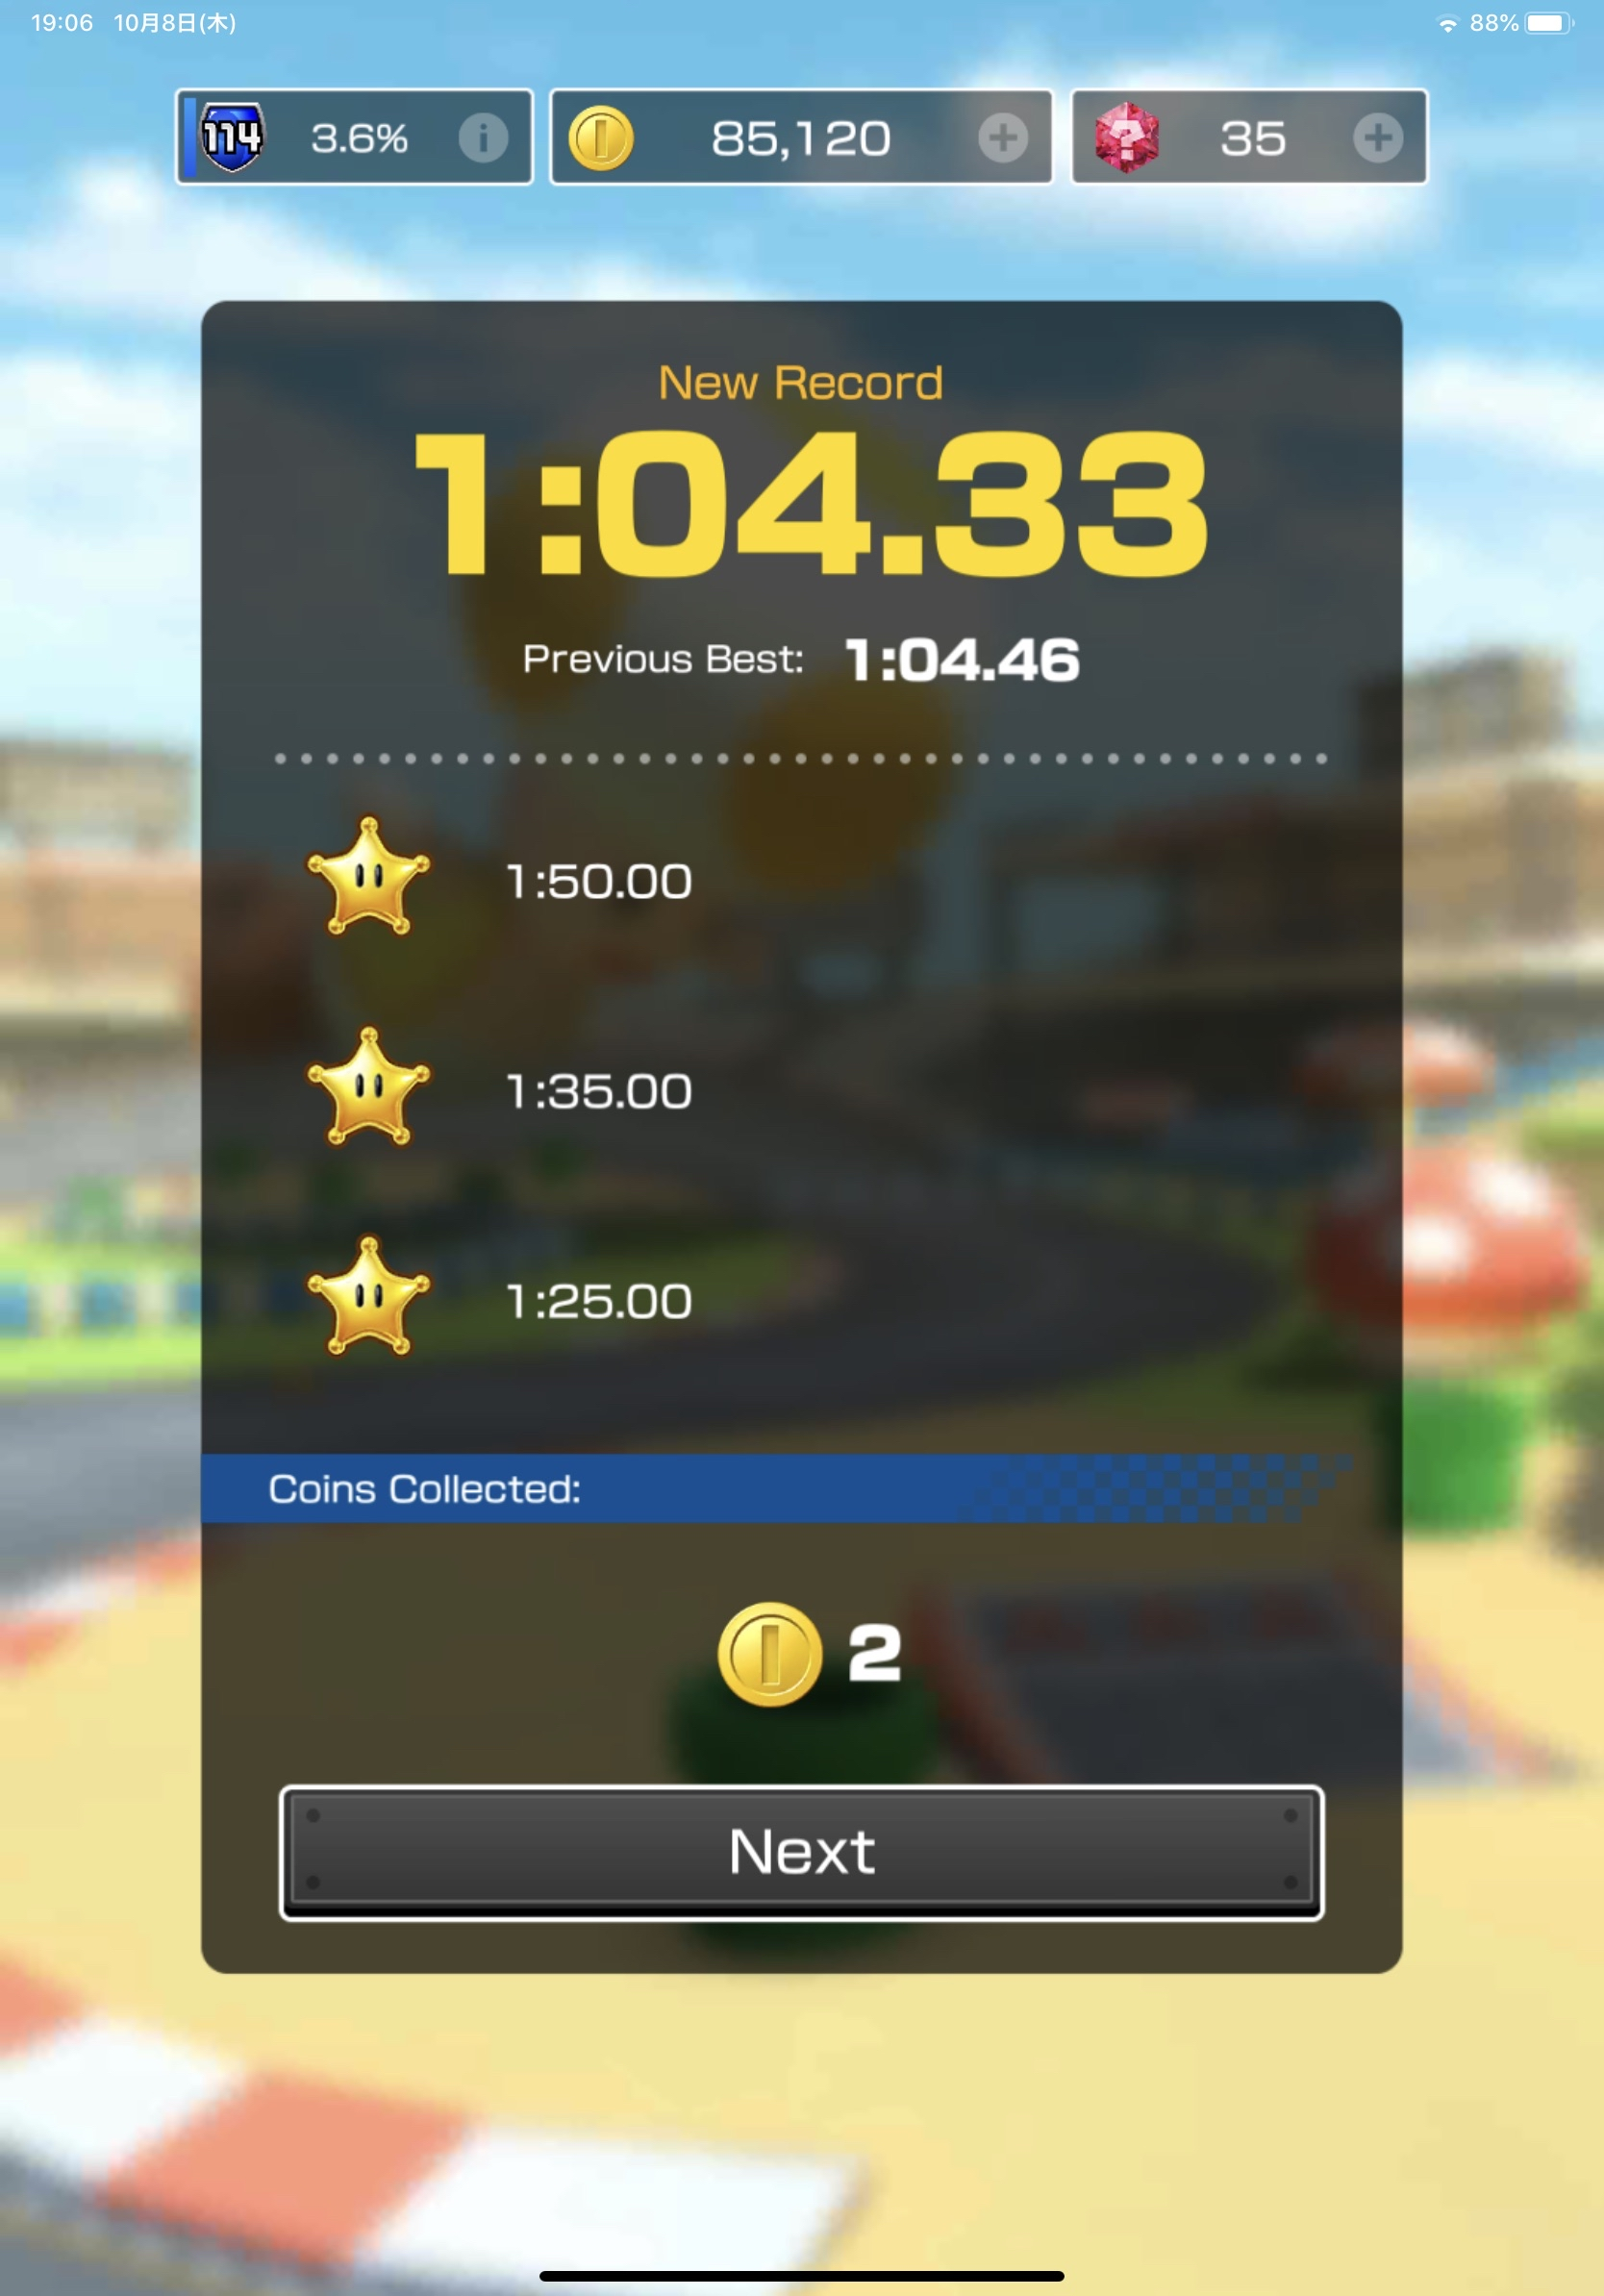 19:06 10月8日(木) 88%
114 3.6% i 85,120 + ? 35 +
New Record
1:04.33
Previous Best: 1:04.46
1:50.00
1:35.00
1:25.00
Coins Collected:
2
Next